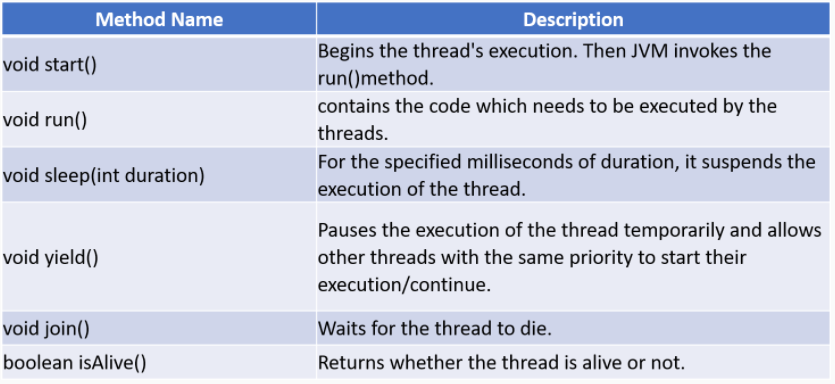 Method Name Description
void start() Begins the thread's execution. Then JVM invokes the
run()method.
void run() contains the code which needs to be executed by the
threads.
void sleep(int duration) For the specified milliseconds of duration, it suspends the
execution of the thread.
void yield() Pauses the execution of the thread temporarily and allows
other threads with the same priority to start their
execution/continue.
void join() Waits for the thread to die.
boolean isAlive() Returns whether the thread is alive or not.